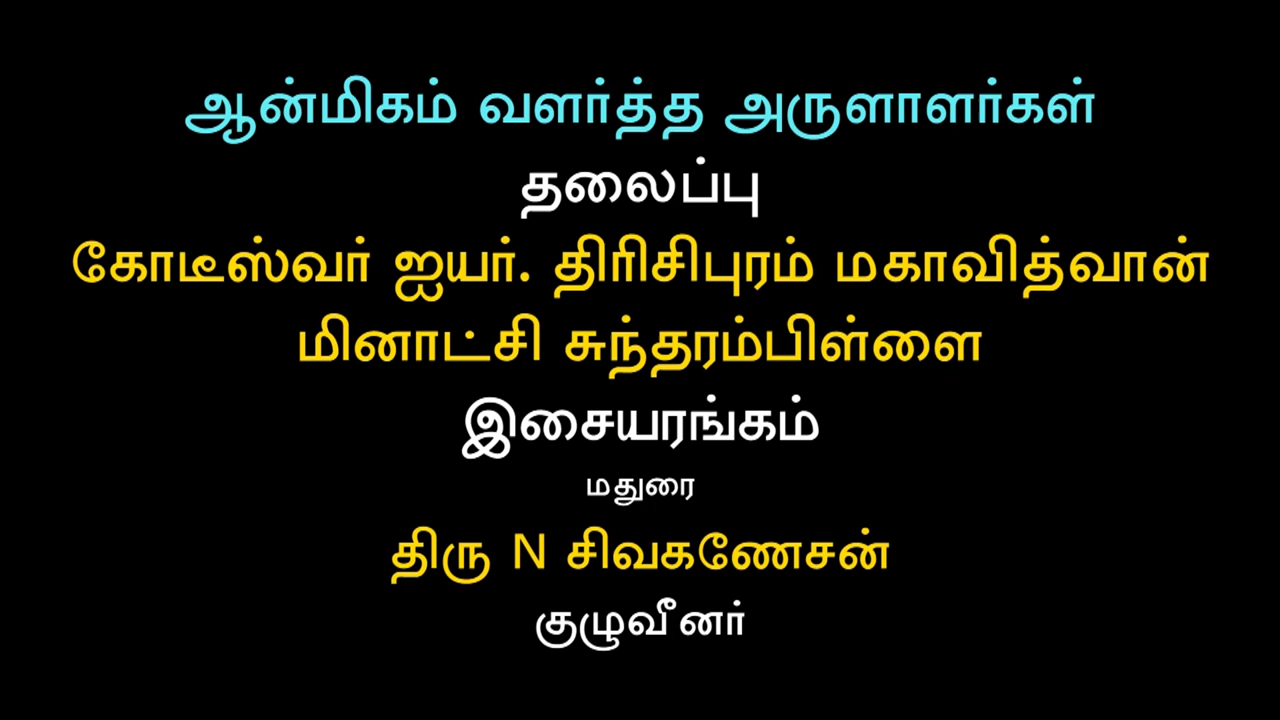 ஆன்மிகம் வளர்த்த அருளாளர்கள்
தலைப்பு
கோடீஸ்வர் ஐயர். திரிசிபுரம் மகாவித்வான்
மினாட்சி சுந்தரம்பிள்ளை
இசையரங்கம்
மதுரை
திரு N சிவகணேசன்
குழுவீனர்